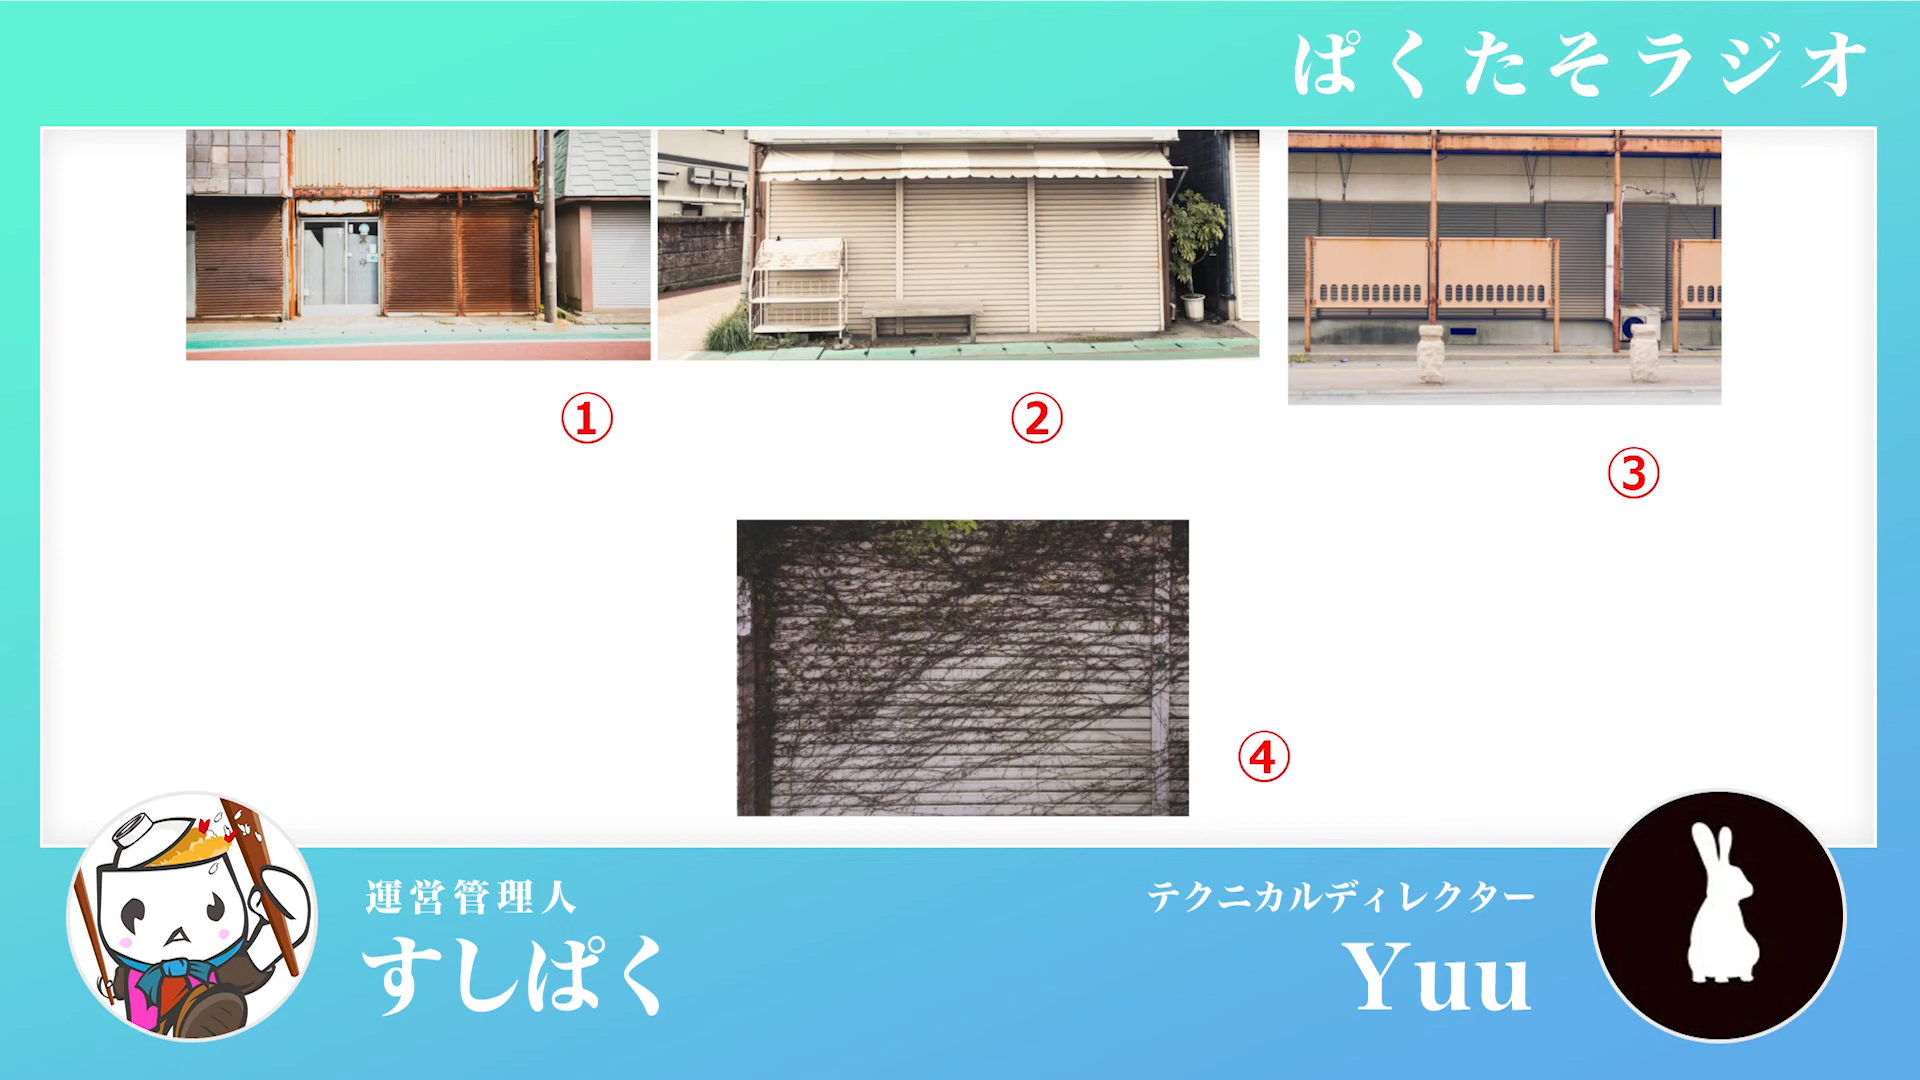 ぱくたそラジオ
①
②
③
④
運営管理人
すしぱく
テクニカルディレクター
Yuu